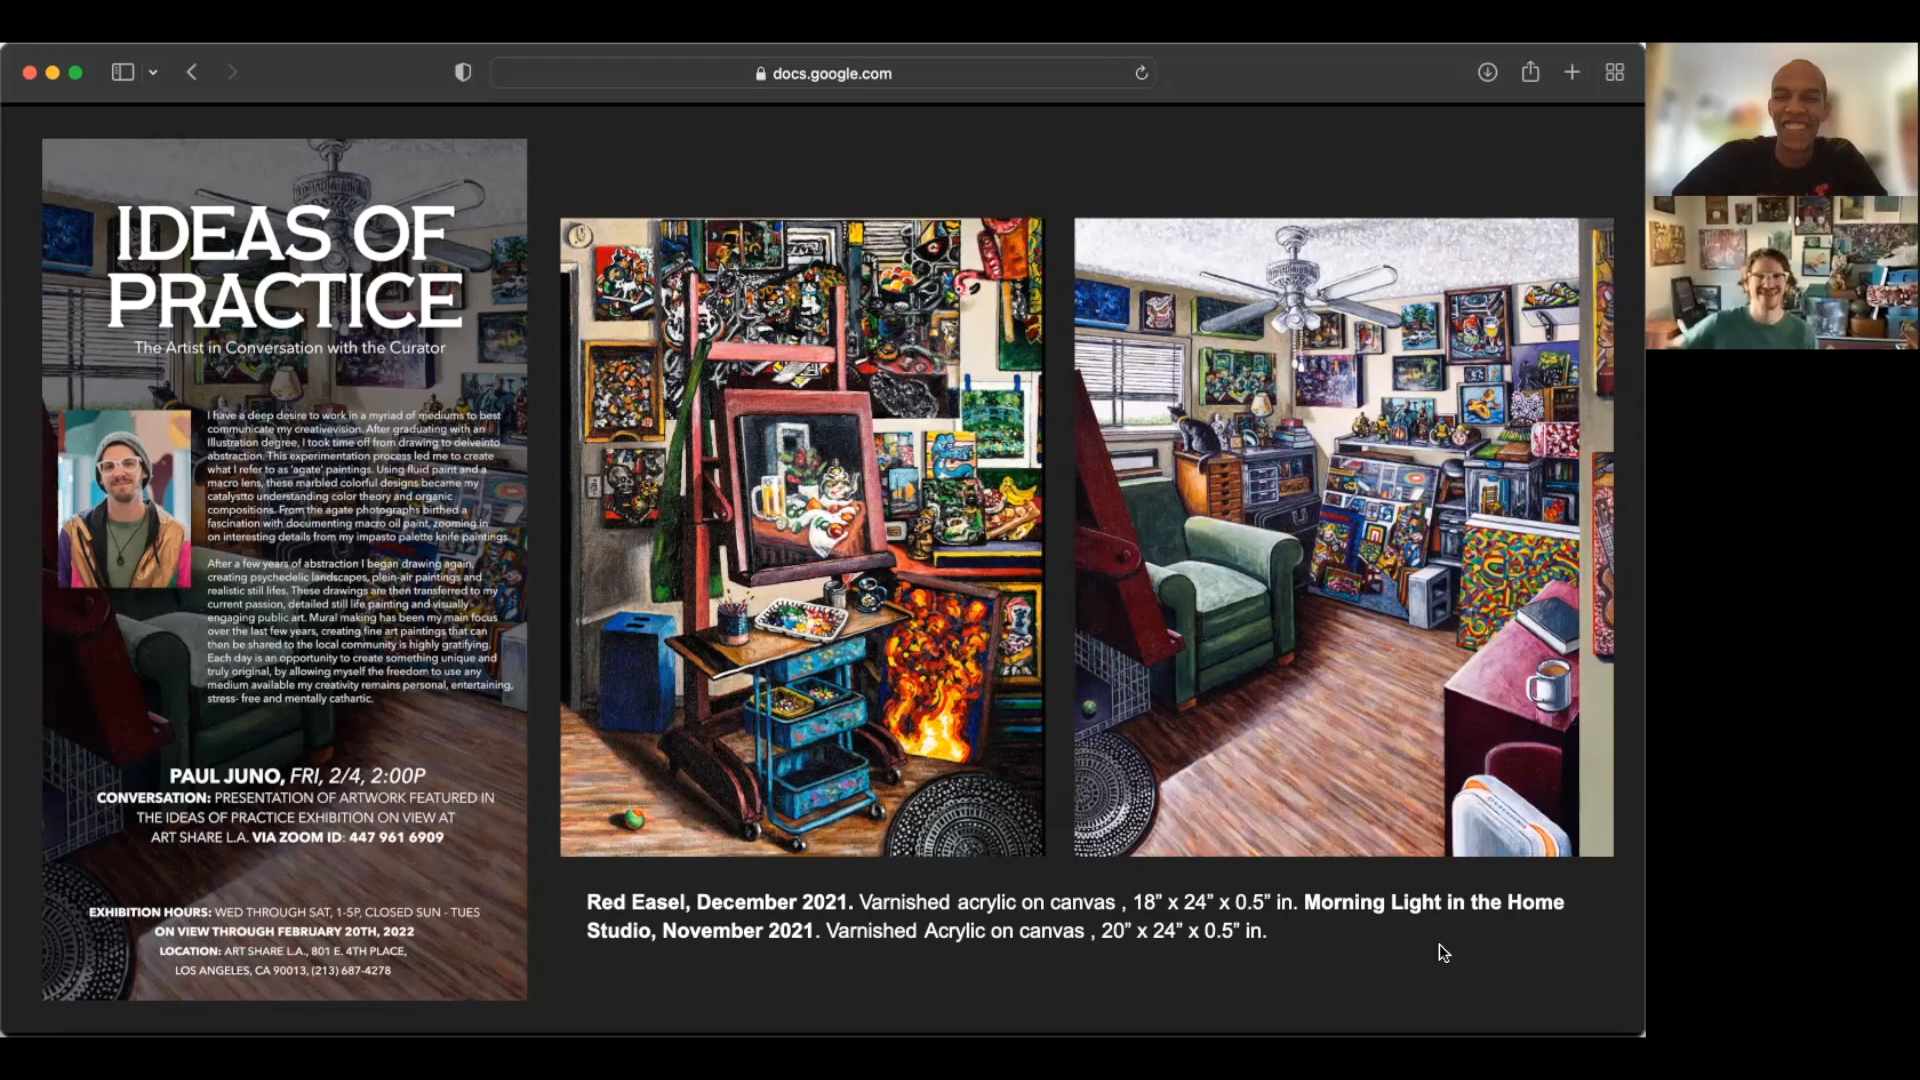 docs.google.com
IDEAS OF
PRACTICE
The Artist in Conversation with the Curator
I have a deep desire to work in a myriad of mediums to best
communicate my creativevision. After graduating with an
Illustration degree, I took time off from drawing to delveinto
abstraction. This experimentation process led me to create
what I refer to as 'agate' paintings. Using fluid paint and a
macro lens, these marbled colorful designs became my
catalystto understanding color theory and organic
compositions. From the agate photographs birthed a
fascination with documenting macro oil paint, zooming in
on interesting details from my impasto palette knife paintings.
After a few years of abstraction I began drawing again,
creating psychedelic landscapes, plein-air paintings and
realistic still lifes. These drawings are then transferred to my
current passion, detailed still life painting and visually
engaging public art. Mural making has been my main focus
over the last few years, creating fine art paintings that can
then be shared to the local community is highly gratifying.
Each day is an opportunity to create something unique and
truly original, by allowing myself the freedom to use any
medium available my creativity remains personal, entertaining,
stress- free and mentally cathartic.
PAUL JUNO, FRI, 2/4, 2:00P
CONVERSATION: PRESENTATION OF ARTWORK FEATURED IN
THE IDEAS OF PRACTICE EXHIBITION ON VIEW AT
ART SHARE L.A. VIA ZOOM ID: 447 961 6909
EXHIBITION HOURS: WED THROUGH SAT, 1-5P, CLOSED SUN - TUES
ON VIEW THROUGH FEBRUARY 20TH, 2022
LOCATION: ART SHARE L.A., 801 E. 4TH PLACE,
LOS ANGELES, CA 90013, (213) 687-4278
Red Easel, December 2021. Varnished acrylic on canvas , 18” x 24” x 0.5” in. Morning Light in the Home
Studio, November 2021. Varnished Acrylic on canvas , 20” x 24” x 0.5” in.